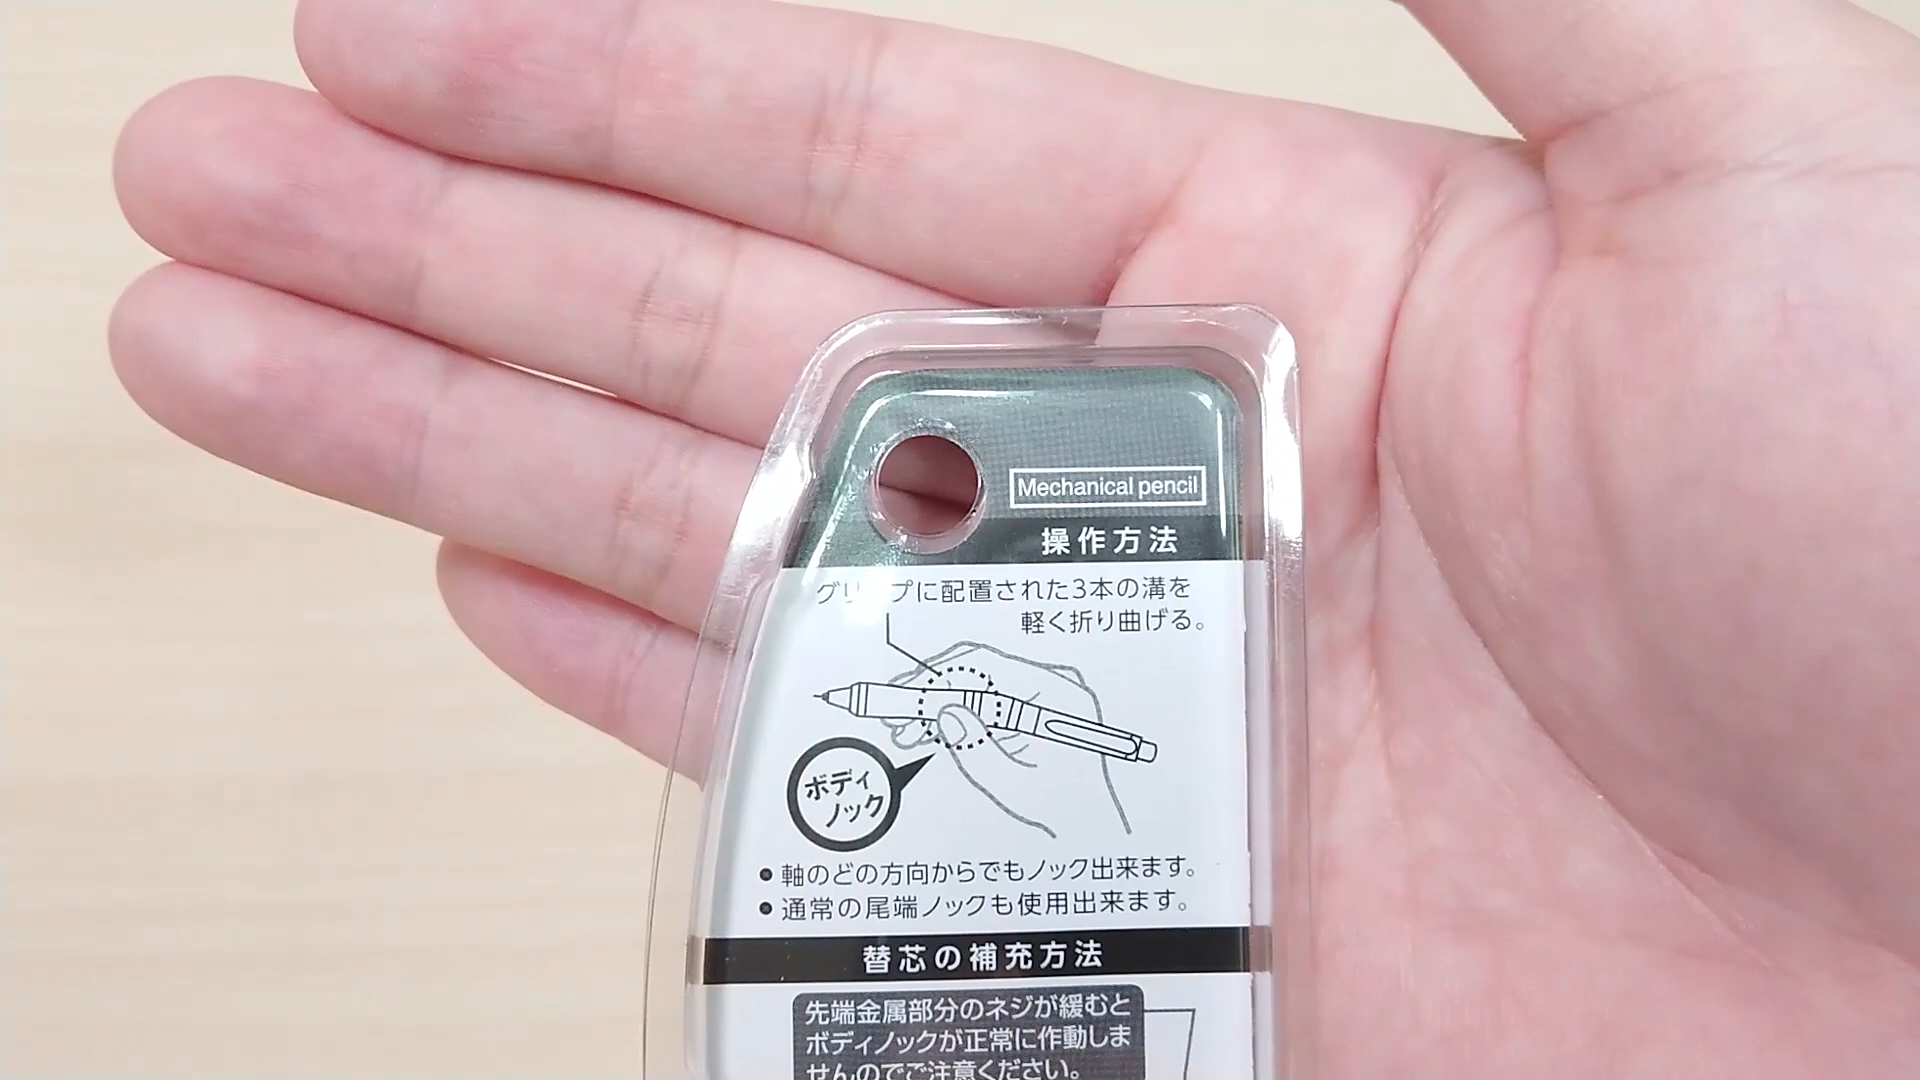 Mechanical pencil
操作方法
グリップに配置された3本の溝を
軽く折り曲げる。
ボディ
ノック
●軸のどの方向からでもノック出来ます。
●通常の尾端ノックも使用出来ます。
替芯の補充方法
先端金属部分のネジが緩むと
ボディノックが正常に作動しま
せんのでご注意ください。